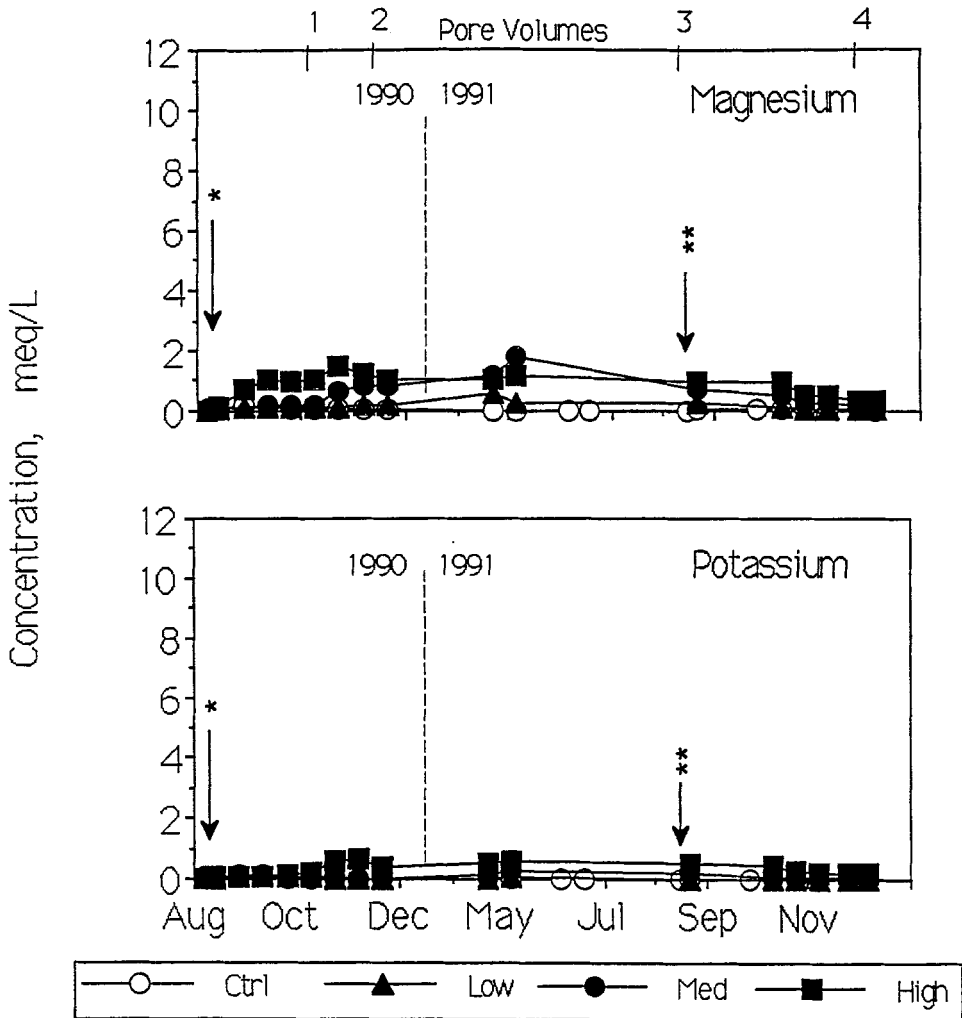 1 2 3 4
Pore Volumes
12
10
8
6
4
2
0
1990 1991
Magnesium
*
**
Concentration, meq/L
12
10
8
6
4
2
0
1990 1991
Potassium
*
**
Aug Oct Dec May Jul Sep Nov
Ctrl Low Med High